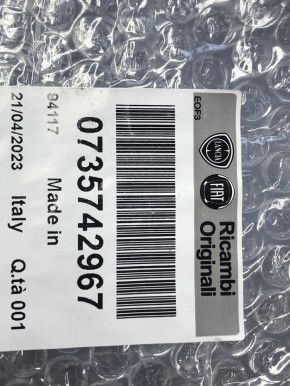 EOF3
LANCIA
FIAT
Ricambi
Originali
0735742967
94117 Made in
21/04/2023 Italy Q.tà 001